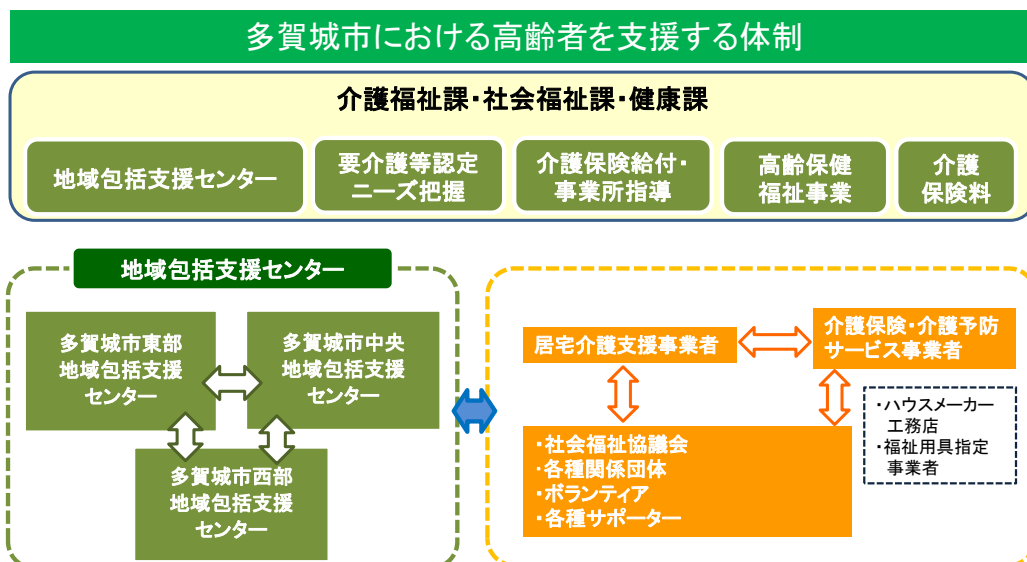 多賀城市における高齢者を支援する体制
介護福祉課・社会福祉課・健康課
地域包括支援センター
要介護等認定
ニーズ把握
介護保険給付・
事業所指導
高齢保健
福祉事業
介護
保険料
地域包括支援センター
多賀城市東部
地域包括支援
センター
多賀城市中央
地域包括支援
センター
多賀城市西部
地域包括支援
センター
居宅介護支援事業者
介護保険・介護予防
サービス事業者
・社会福祉協議会
・各種関係団体
・ボランティア
・各種サポーター
・ハウスメーカー
工務店
・福祉用具指定
事業者